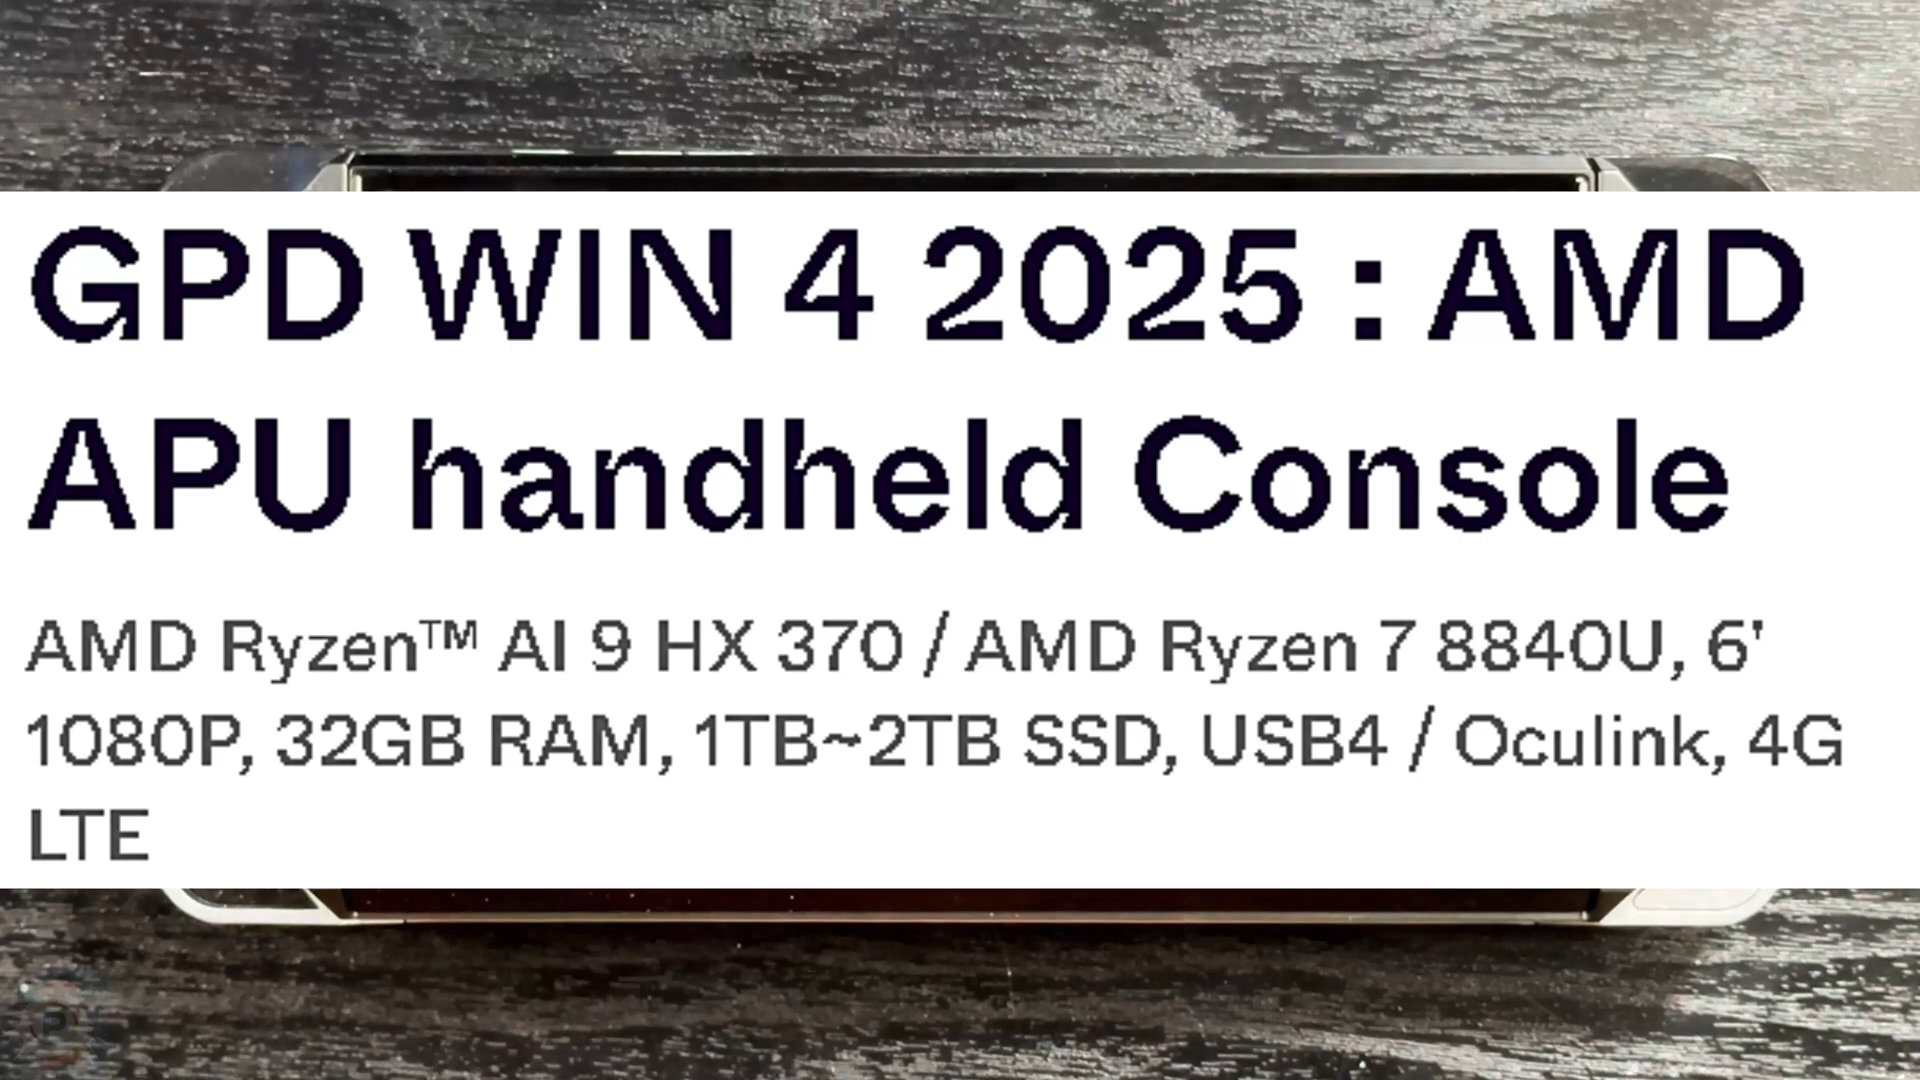 GPD WIN 4 2025 : AMD
APU handheld Console
AMD Ryzen™ AI 9 HX 370 / AMD Ryzen 7 8840U, 6'
1080P, 32GB RAM, 1TB~2TB SSD, USB4 / Oculink, 4G
LTE
P